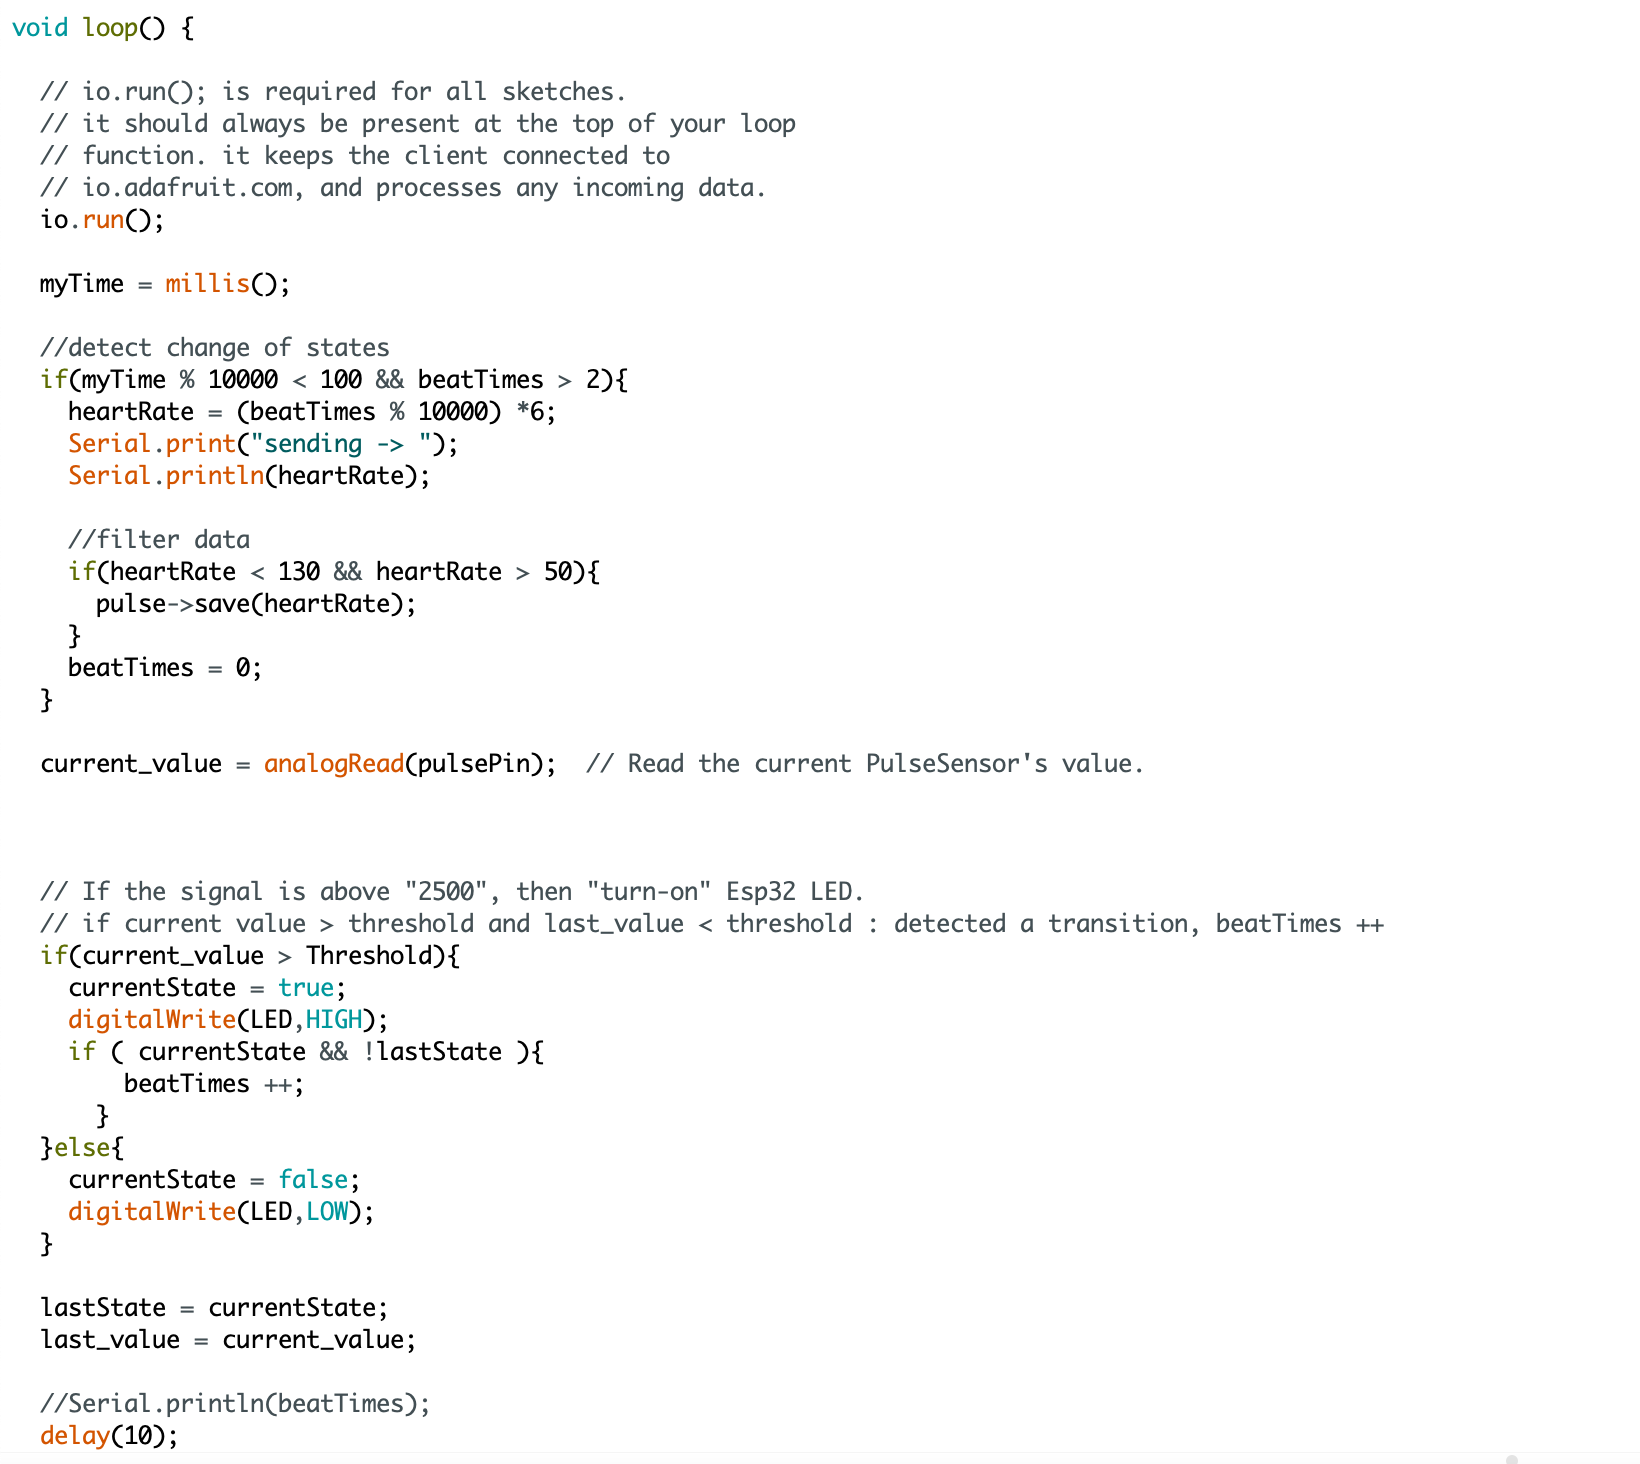 void loop() {
// io.run(); is required for all sketches.
// it should always be present at the top of your loop
// function. it keeps the client connected to
// io.adafruit.com, and processes any incoming data.
io.run();
myTime = millis();
//detect change of states
if(myTime % 10000 < 100 && beatTimes > 2){
heartRate = (beatTimes % 10000) *6;
Serial.print("sending -> ");
Serial.println(heartRate);
//filter data
if(heartRate < 130 && heartRate > 50){
pulse->save(heartRate);
}
beatTimes = 0;
}
current_value = analogRead(pulsePin);  // Read the current PulseSensor's value.
// If the signal is above "2500", then "turn-on" Esp32 LED.
// if current value > threshold and last_value < threshold : detected a transition, beatTimes ++
if(current_value > Threshold){
currentState = true;
digitalWrite(LED,HIGH);
if ( currentState && !lastState ){
beatTimes ++;
}
}else{
currentState = false;
digitalWrite(LED,LOW);
}
lastState = currentState;
last_value = current_value;
//Serial.println(beatTimes);
delay(10);